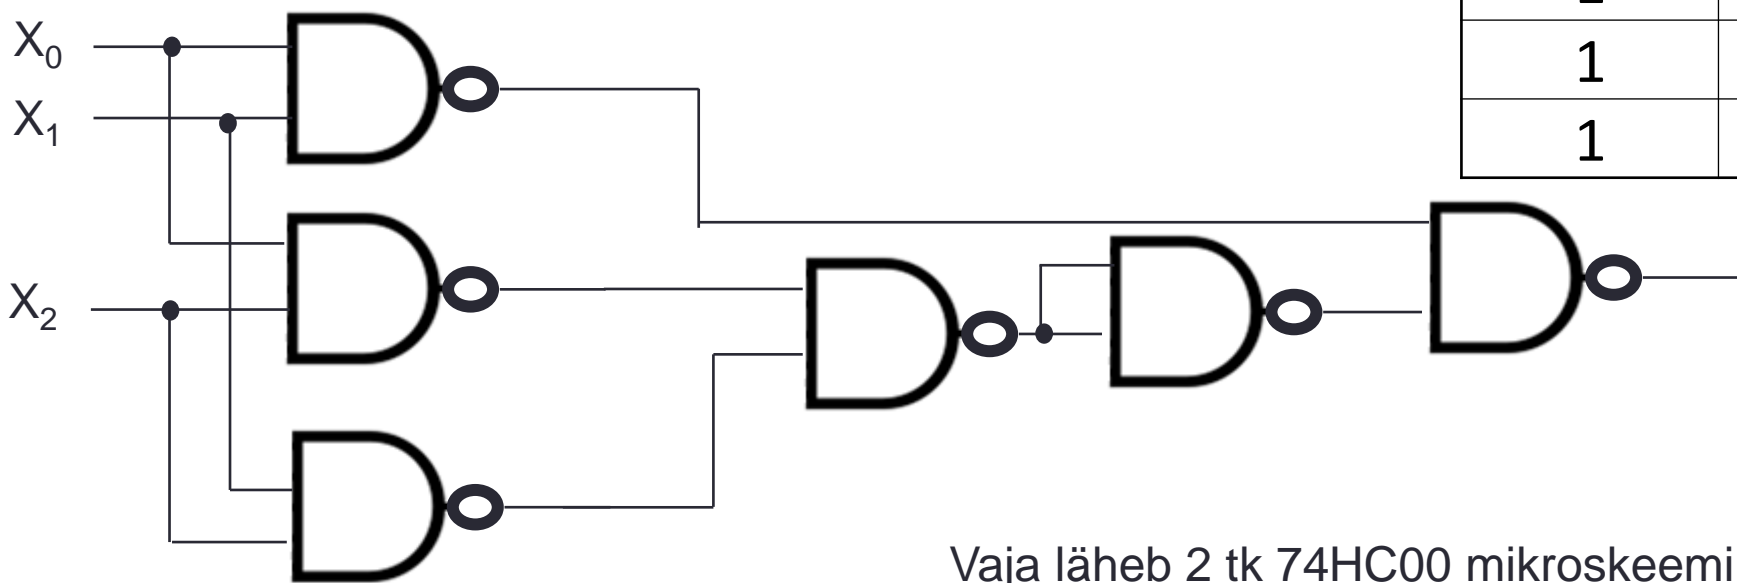 X₀
X₁
X₂
1
1
Vaja läheb 2 tk 74HC00 mikroskeemi